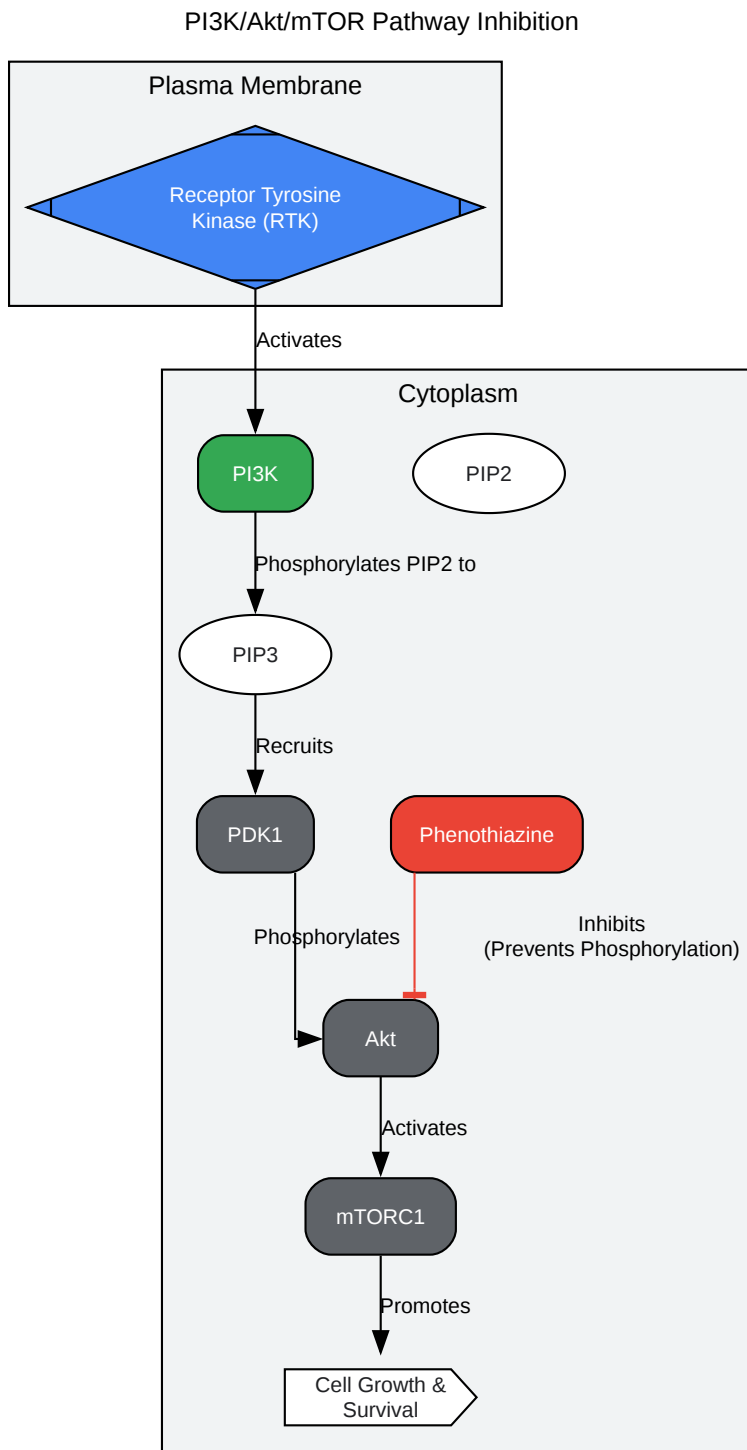 PI3K/Akt/mTOR Pathway Inhibition
Plasma Membrane
Receptor Tyrosine
Kinase (RTK)
Activates
Cytoplasm
PI3K
PIP2
Phosphorylates PIP2 to
PIP3
Recruits
PDK1
Phenothiazine
Phosphorylates
Inhibits
(Prevents Phosphorylation)
Akt
Activates
mTORC1
Promotes
Cell Growth &
Survival